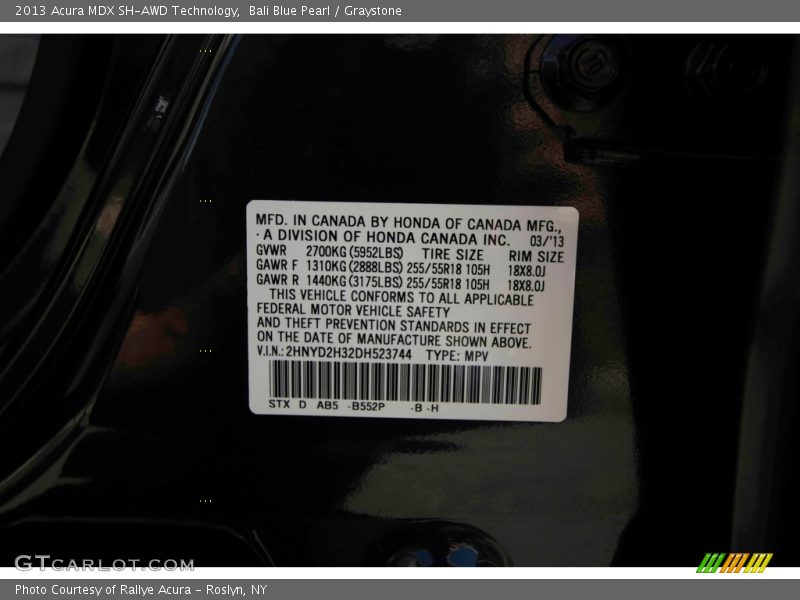 2013 Acura MDX SH-AWD Technology, Bali Blue Pearl / Graystone
MFD. IN CANADA BY HONDA OF CANADA MFG.,
A DIVISION OF HONDA CANADA INC. 03/'13
GVWR 2700KG (5952LBS) TIRE SIZE RIM SIZE
GAWR F 1310KG (2888LBS) 255/55R18 105H 18X8.0J
GAWR R 1440KG (3175LBS) 255/55R18 105H 18X8.0J
THIS VEHICLE CONFORMS TO ALL APPLICABLE
FEDERAL MOTOR VEHICLE SAFETY
AND THEFT PREVENTION STANDARDS IN EFFECT
ON THE DATE OF MANUFACTURE SHOWN ABOVE.
V.I.N.: 2HNYD2H32DH523744 TYPE: MPV
STX D AB5 -B552P -B -H
GTCARLOT.COM
Photo Courtesy of Rallye Acura - Roslyn, NY